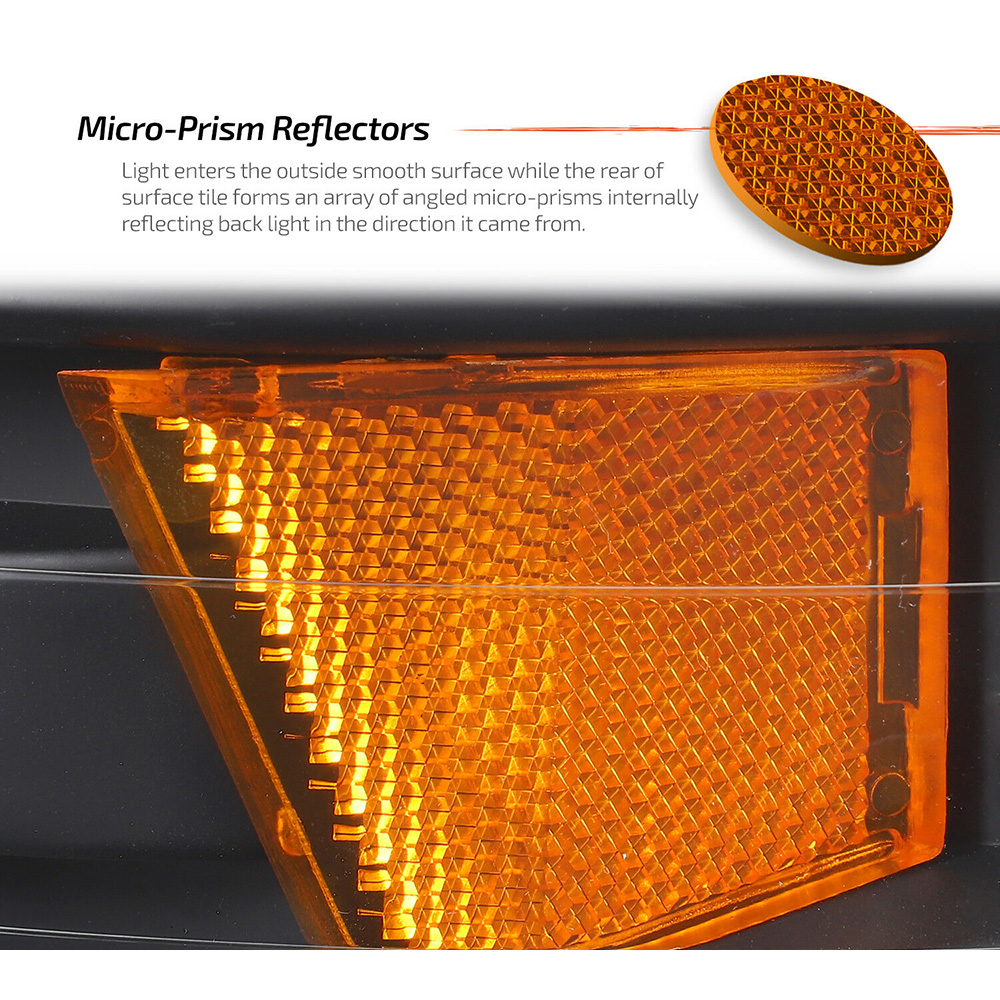 Micro-Prism Reflectors
Light enters the outside smooth surface while the rear of
surface tile forms an array of angled micro-prisms internally
reflecting back light in the direction it came from.